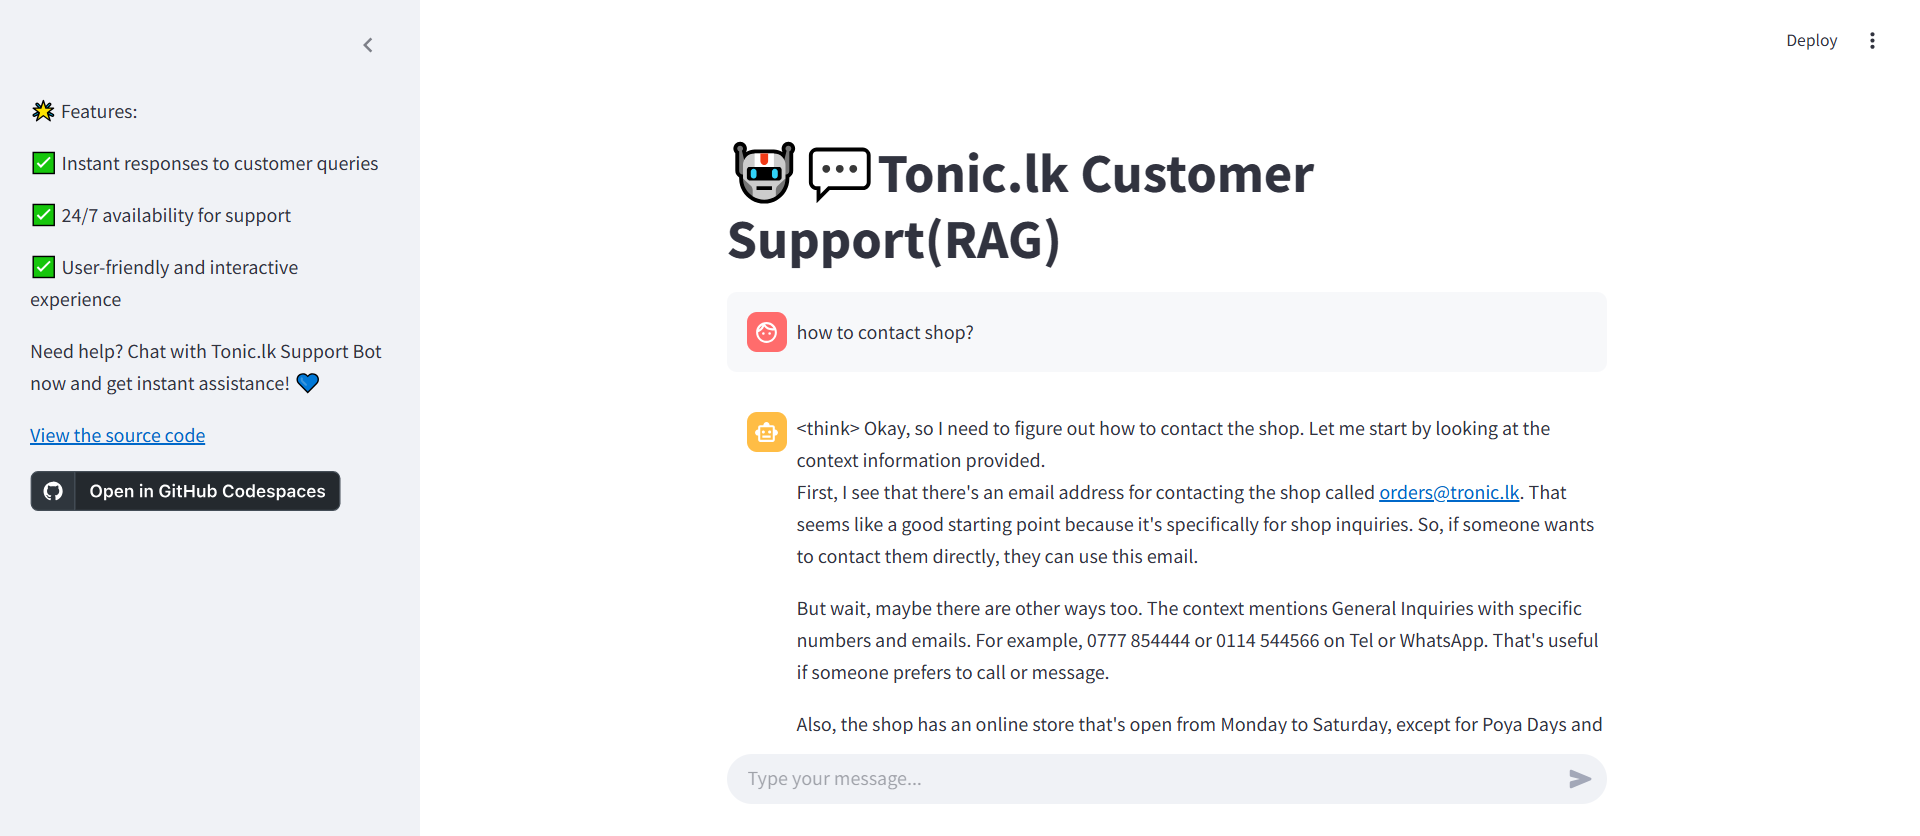 Deploy
🌟 Features:
✅ Instant responses to customer queries
✅ 24/7 availability for support
✅ User-friendly and interactive
experience
Need help? Chat with Tonic.lk Support Bot
now and get instant assistance! 💙
View the source code
Open in GitHub Codespaces
🤖💬Tonic.lk Customer
Support(RAG)
how to contact shop?
<think> Okay, so I need to figure out how to contact the shop. Let me start by looking at the
context information provided.
First, I see that there's an email address for contacting the shop called orders@tronic.lk. That
seems like a good starting point because it's specifically for shop inquiries. So, if someone wants
to contact them directly, they can use this email.
But wait, maybe there are other ways too. The context mentions General Inquiries with specific
numbers and emails. For example, 0777 854444 or 0114 544566 on Tel or WhatsApp. That's useful
if someone prefers to call or message.
Also, the shop has an online store that's open from Monday to Saturday, except for Poya Days and
Type your message...